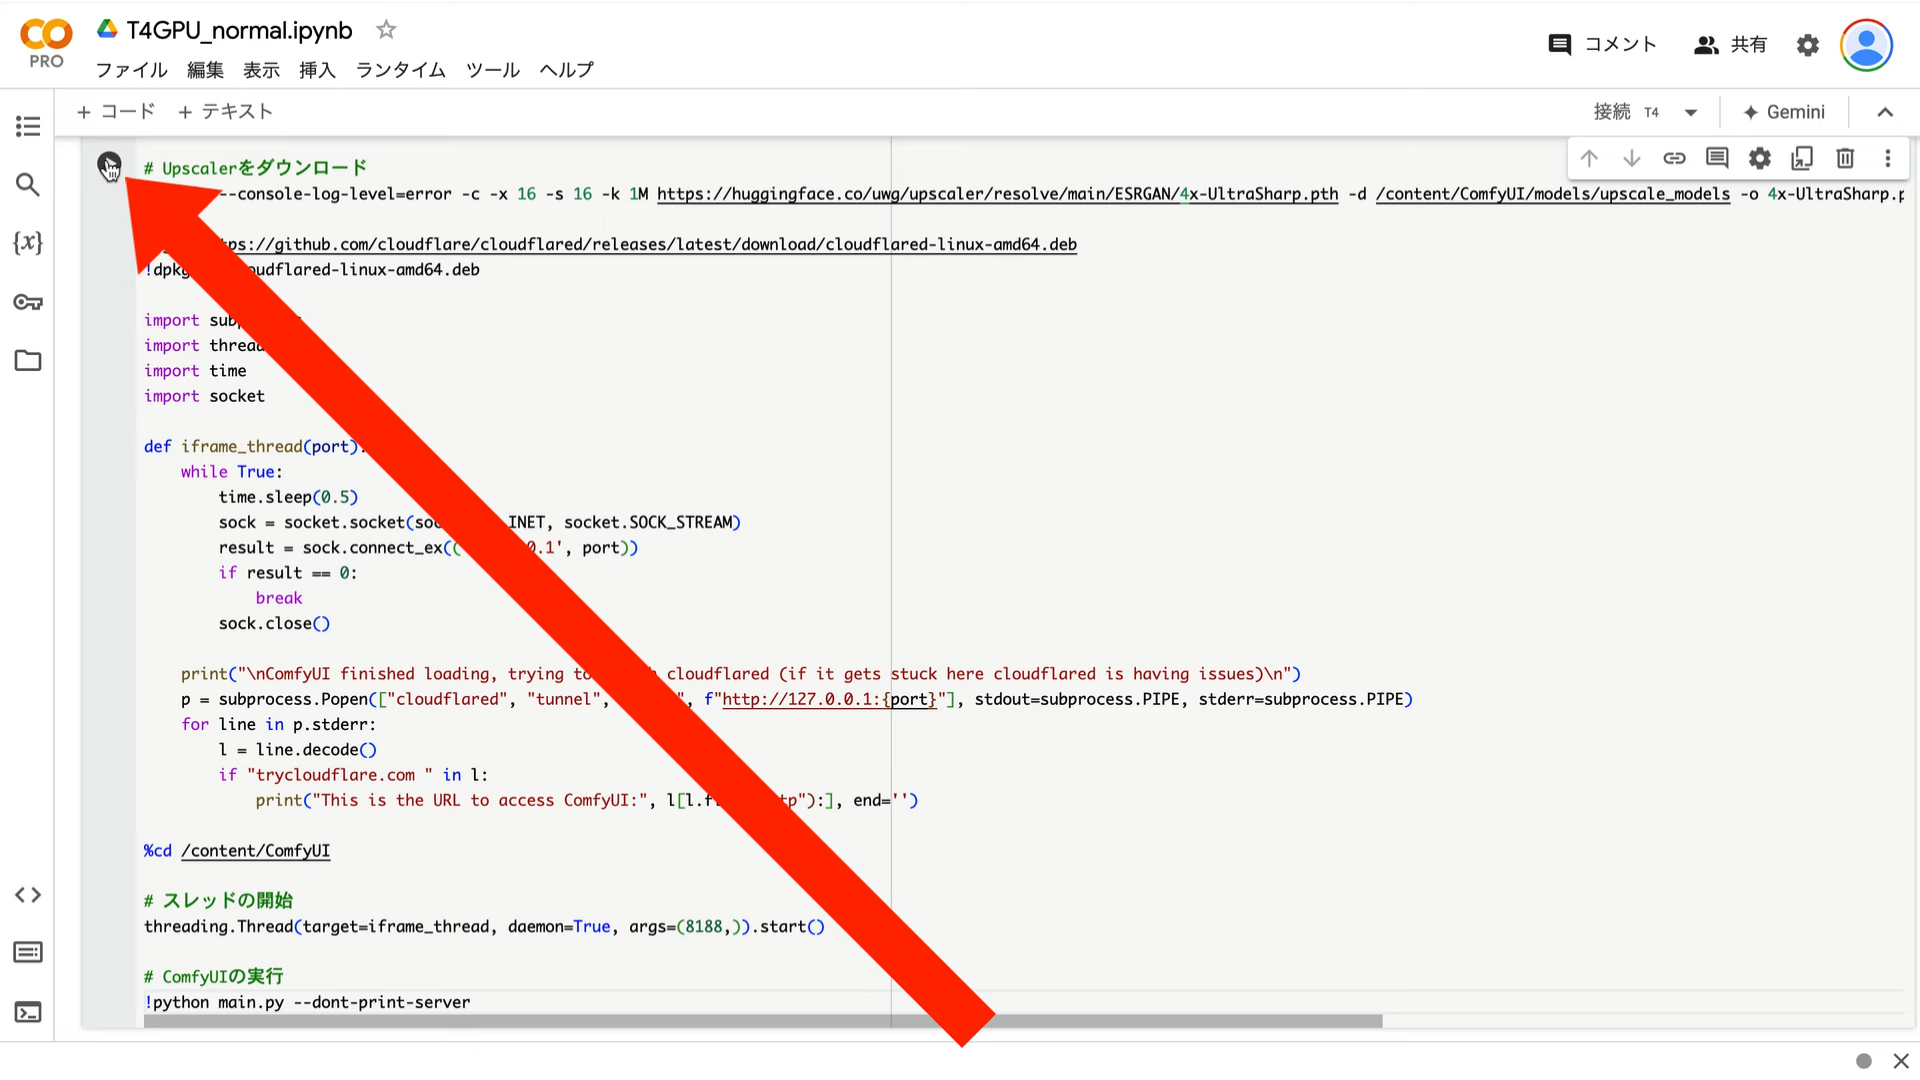 T4GPU_normal.ipynb
PRO
ファイル 編集 表示 挿入 ランタイム ツール ヘルプ
コメント 共有
+ コード + テキスト
接続 T4 Gemini
# Upscalerをダウンロード
--console-log-level=error -c -x 16 -s 16 -k 1M https://huggingface.co/uwg/upscaler/resolve/main/ESRGAN/4x-UltraSharp.pth -d /content/ComfyUI/models/upscale_models -o 4x-UltraSharp.p
ps://github.com/cloudflare/cloudflared/releases/latest/download/cloudflared-linux-amd64.deb
!dpkg oudflared-linux-amd64.deb
import sub
import thread
import time
import socket
def iframe_thread(port):
while True:
time.sleep(0.5)
sock = socket.socket(soc INET, socket.SOCK_STREAM)
result = sock.connect_ex(( 0.1', port))
if result == 0:
break
sock.close()
print("\nComfyUI finished loading, trying to h cloudflared (if it gets stuck here cloudflared is having issues)\n")
p = subprocess.Popen(["cloudflared", "tunnel", ", f"http://127.0.0.1:{port}"], stdout=subprocess.PIPE, stderr=subprocess.PIPE)
for line in p.stderr:
l = line.decode()
if "trycloudflare.com " in l:
print("This is the URL to access ComfyUI:", l[l.f tp"):], end='')
%cd /content/ComfyUI
# スレッドの開始
threading.Thread(target=iframe_thread, daemon=True, args=(8188,)).start()
# ComfyUIの実行
!python main.py --dont-print-server